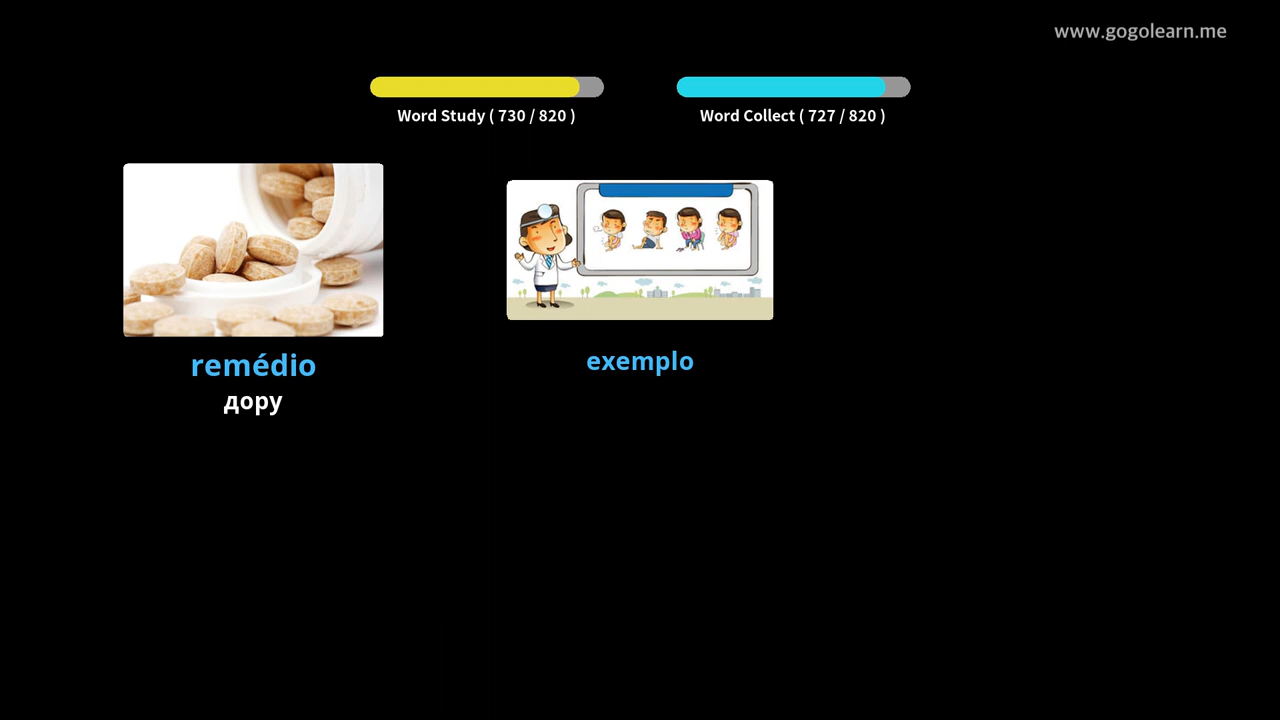 www.gogolearn.me
Word Study ( 730 / 820 )
Word Collect ( 727 / 820 )
remédio
дору
exemplo